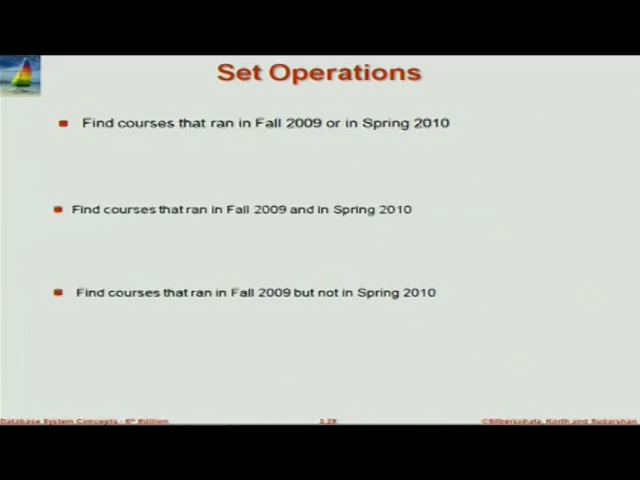 Set Operations
Find courses that ran in Fall 2009 or in Spring 2010
Find courses that ran in Fall 2009 and in Spring 2010
Find courses that ran in Fall 2009 but not in Spring 2010
Database System Concepts - 6th Edition
©Silberschatz, Korth and Sudarshan